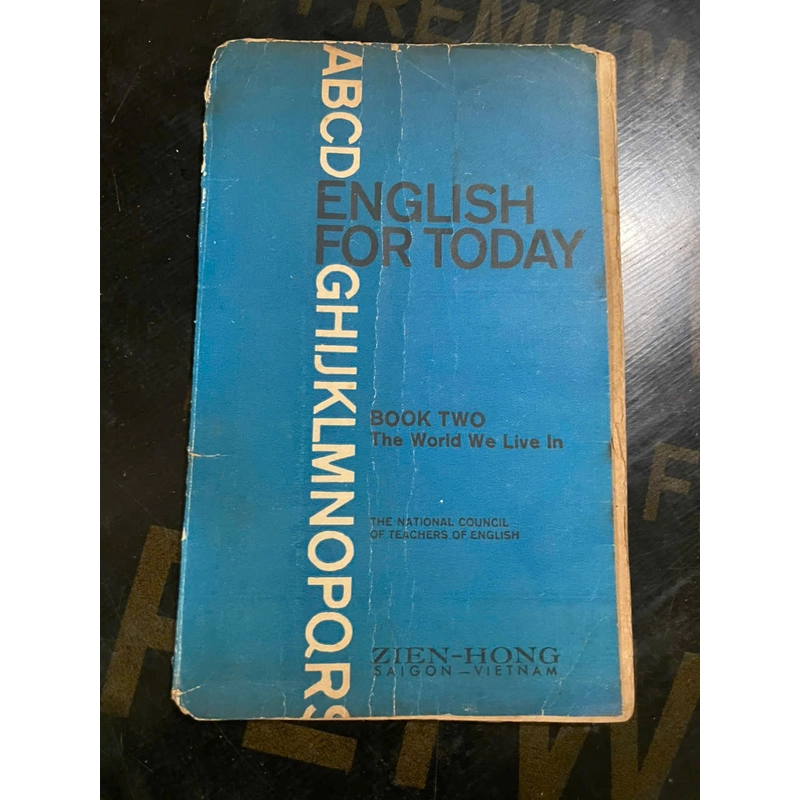 PREMIUM
ABCD
ENGLISH
FOR TODAY
GHIJKLMNOPQRS
BOOK TWO
The World We Live In
THE NATIONAL COUNCIL
OF TEACHERS OF ENGLISH
ZIEN-HONG
SAIGON — VIETNAM